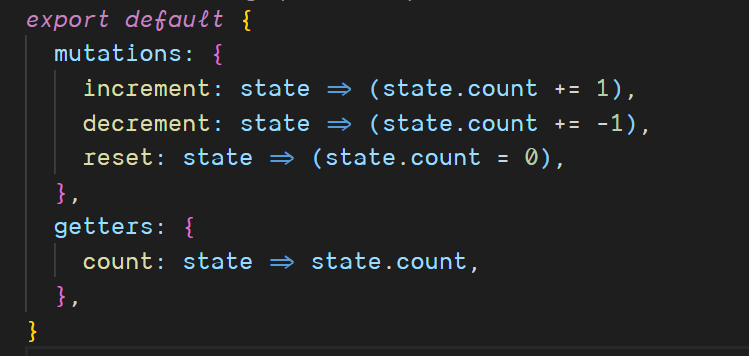 export default {
  mutations: {
    increment: state => (state.count += 1),
    decrement: state => (state.count += -1),
    reset: state => (state.count = 0),
  },
  getters: {
    count: state => state.count,
  },
}